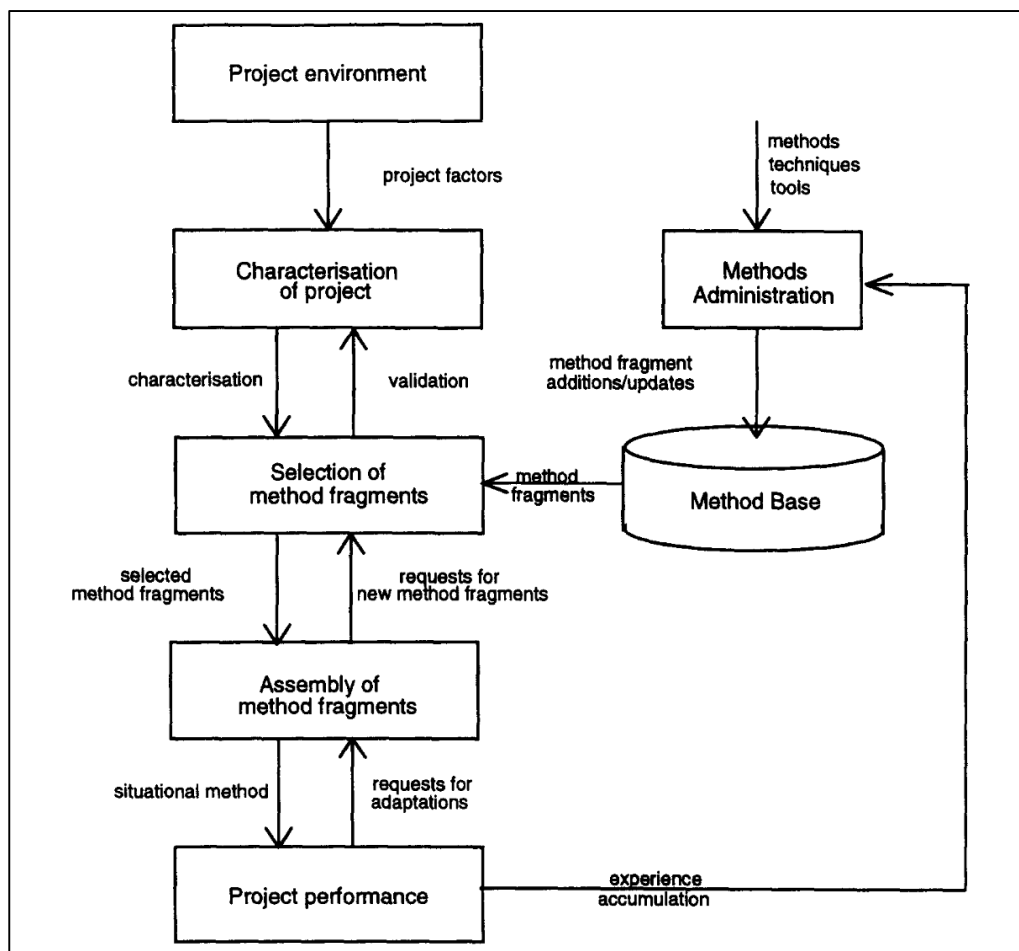 Project environment
project factors
methods
techniques
tools
Characterisation
of project
Methods
Administration
characterisation
validation
method fragment
additions/updates
Selection of
method fragments
method
fragments
Method Base
selected
method fragments
requests for
new method fragments
Assembly of
method fragments
situational method
requests for
adaptations
Project performance
experience
accumulation